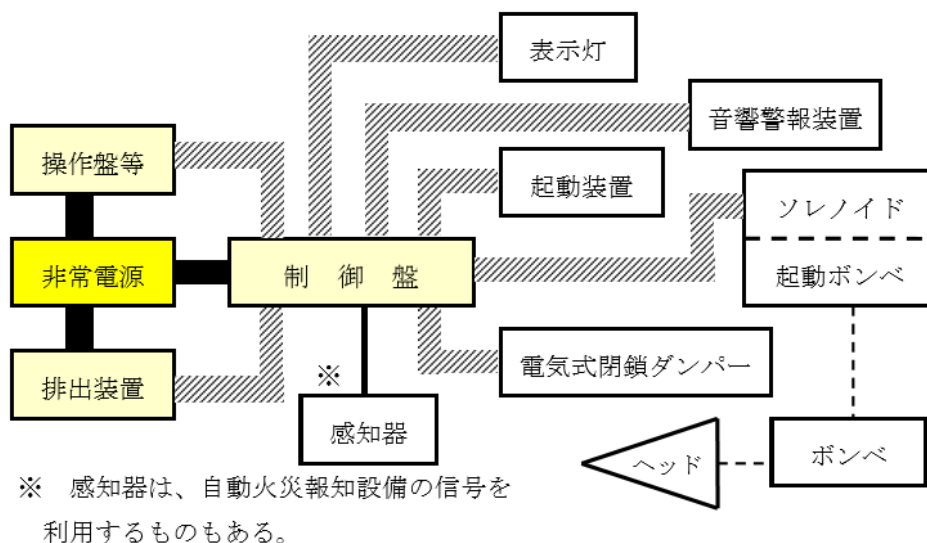 表示灯
音響警報装置
操作盤等
起動装置
ソレノイド
非常電源
制御盤
起動ボンベ
排出装置
※
電気式閉鎖ダンパー
感知器
ヘッド
ボンベ
※ 感知器は、自動火災報知設備の信号を
利用するものもある。